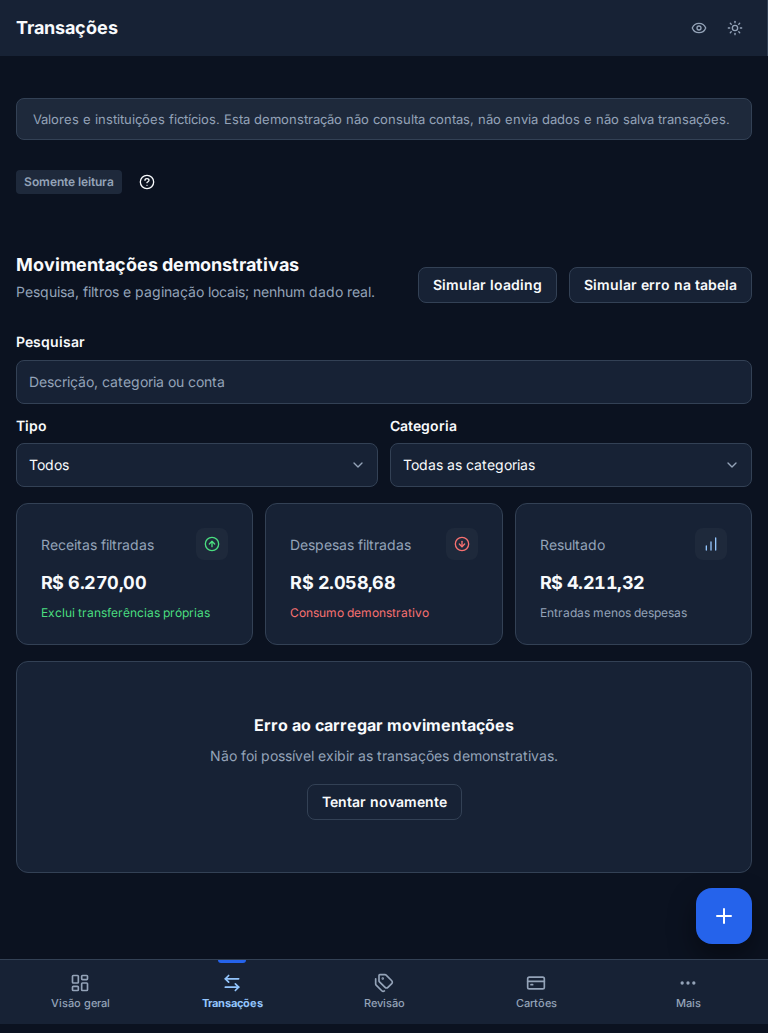 Transações
Valores e instituições fictícios. Esta demonstração não consulta contas, não envia dados e não salva transações.
Somente leitura
Movimentações demonstrativas
Pesquisa, filtros e paginação locais; nenhum dado real.
Simular loading
Simular erro na tabela
Pesquisar
Descrição, categoria ou conta
Tipo
Categoria
Todos
Todas as categorias
Receitas filtradas
R$ 6.270,00
Exclui transferências próprias
Despesas filtradas
R$ 2.058,68
Consumo demonstrativo
Resultado
R$ 4.211,32
Entradas menos despesas
Erro ao carregar movimentações
Não foi possível exibir as transações demonstrativas.
Tentar novamente
Visão geral
Transações
Revisão
Cartões
Mais